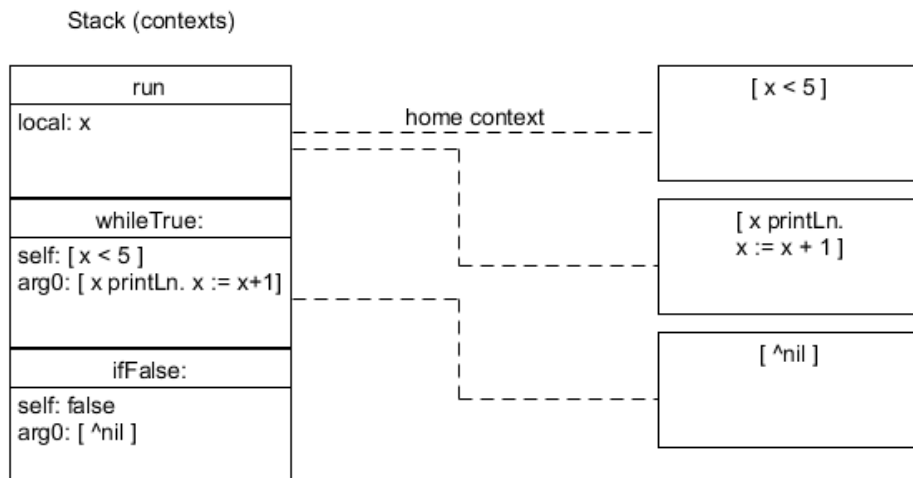 Stack (contexts)
run
local: x
home context
[ x < 5 ]
whileTrue:
self: [ x < 5 ]
arg0: [ x printLn. x := x+1]
[ x printLn.
x := x + 1 ]
ifFalse:
self: false
arg0: [ ^nil ]
[ ^nil ]